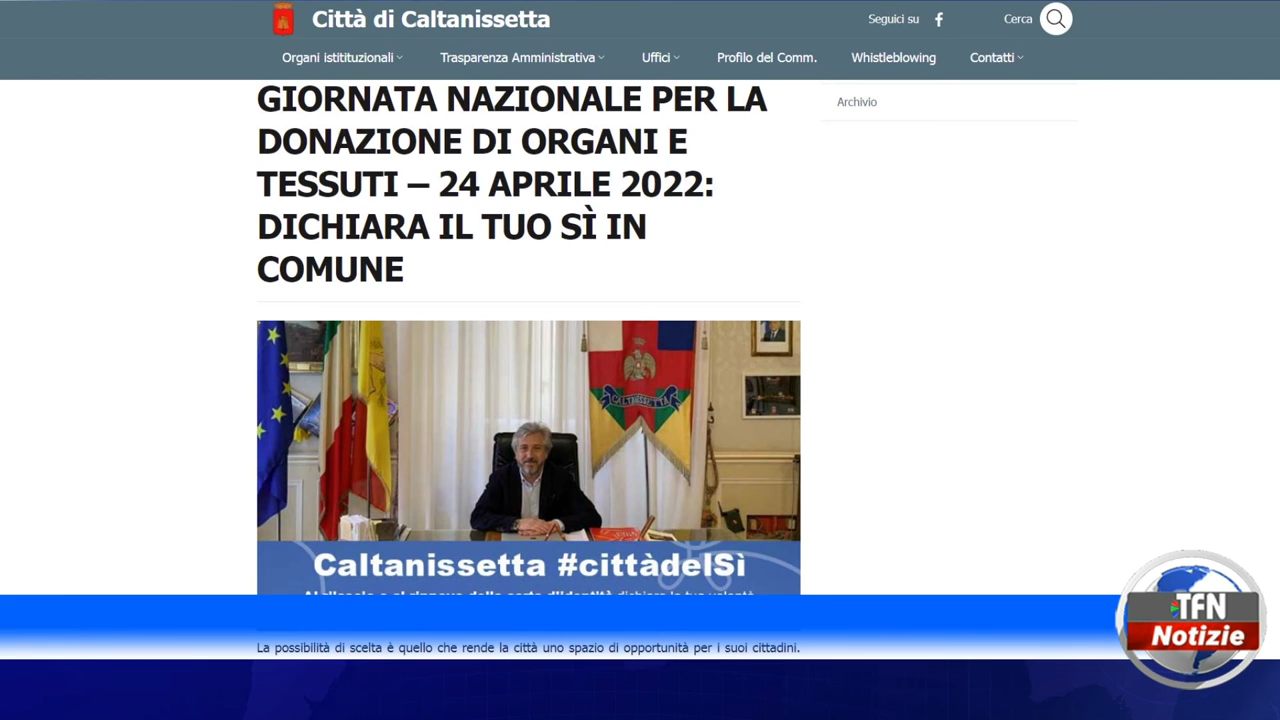 Città di Caltanissetta
Seguici su
Cerca
Organi istitituzionali
Trasparenza Amministrativa
Uffici
Profilo del Comm.
Whistleblowing
Contatti
GIORNATA NAZIONALE PER LA
DONAZIONE DI ORGANI E
TESSUTI – 24 APRILE 2022:
DICHIARA IL TUO SÌ IN
COMUNE
Archivio
CALTANISSETTA
Caltanissetta #cittàdelSì
La possibilità di scelta è quello che rende la città uno spazio di opportunità per i suoi cittadini.
TFN
Notizie